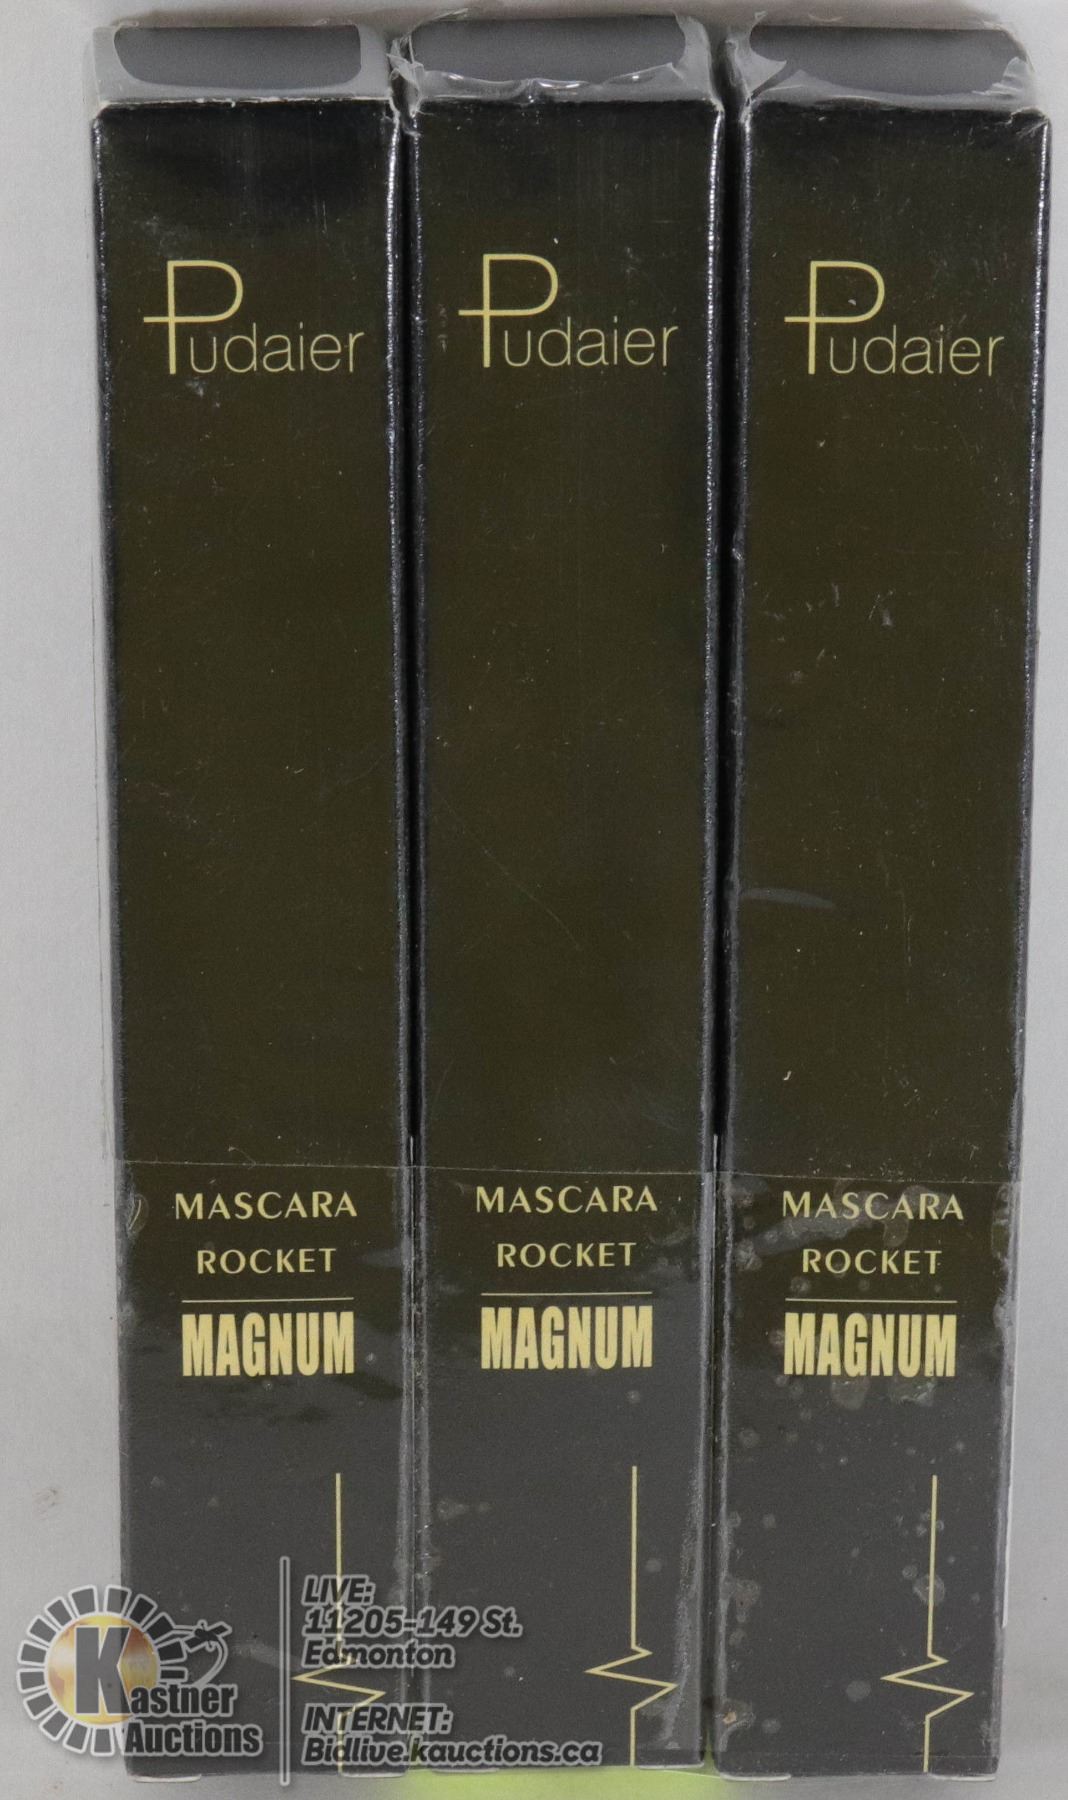 Pudaier
Pudaier
Pudaier
MASCARA
ROCKET
MAGNUM
MASCARA
ROCKET
MAGNUM
MASCARA
ROCKET
MAGNUM
Kastner
Auctions
LIVE:
11205-149 St.
Edmonton
INTERNET:
Bidlive.kauctions.ca